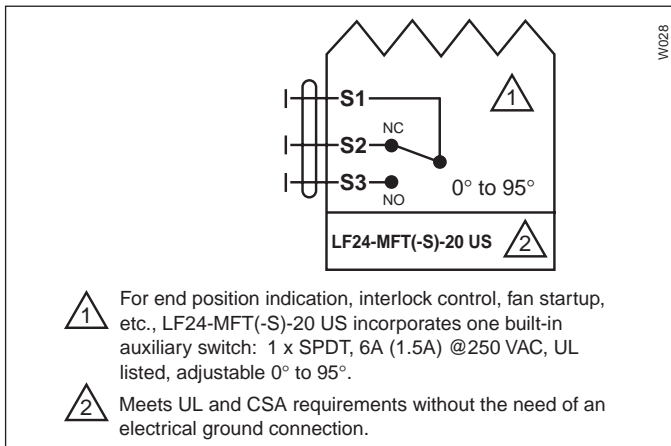 W028
1
S1
NC
S2
S3
NO
0° to 95°
LF24-MFT(-S)-20 US
2
1
For end position indication, interlock control, fan startup,
etc., LF24-MFT(-S)-20 US incorporates one built-in
auxiliary switch: 1 x SPDT, 6A (1.5A) @250 VAC, UL
listed, adjustable 0° to 95°.
2
Meets UL and CSA requirements without the need of an
electrical ground connection.